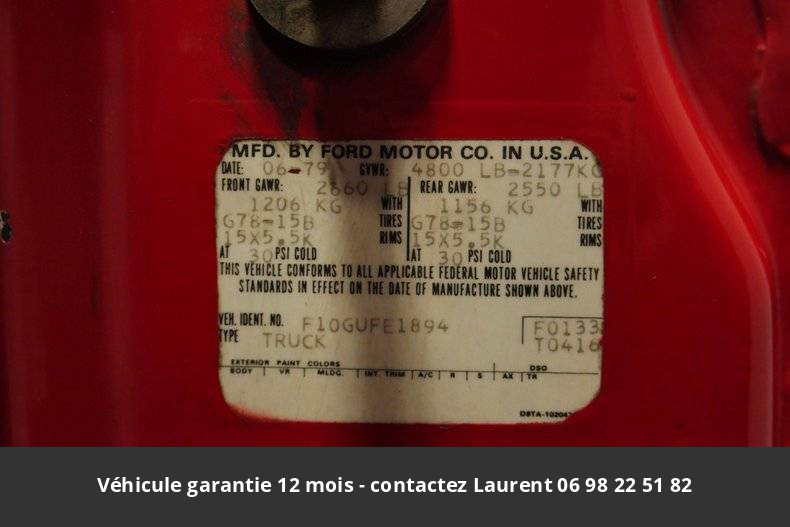 MFD. BY FORD MOTOR CO. IN U.S.A.
DATE: 06-79 GVWR: 4800 LB=2177KG
FRONT GAWR: 2660 LB REAR GAWR: 2550 LB
1206 KG WITH 1156 KG WITH
G78=15B TIRES G78=15B TIRES
15X5.5K RIMS 15X5.5K RIMS
AT 30 PSI COLD AT 30 PSI COLD
THIS VEHICLE CONFORMS TO ALL APPLICABLE FEDERAL MOTOR VEHICLE SAFETY
STANDARDS IN EFFECT ON THE DATE OF MANUFACTURE SHOWN ABOVE.
VEH. IDENT. NO. F10GUFE1894 F0133
TYPE TRUCK T0416
EXTERIOR PAINT COLORS DSO
BODY VR MLDG. INT. TRIM A/C R S AX TR
Véhicule garantie 12 mois - contactez Laurent 06 98 22 51 82